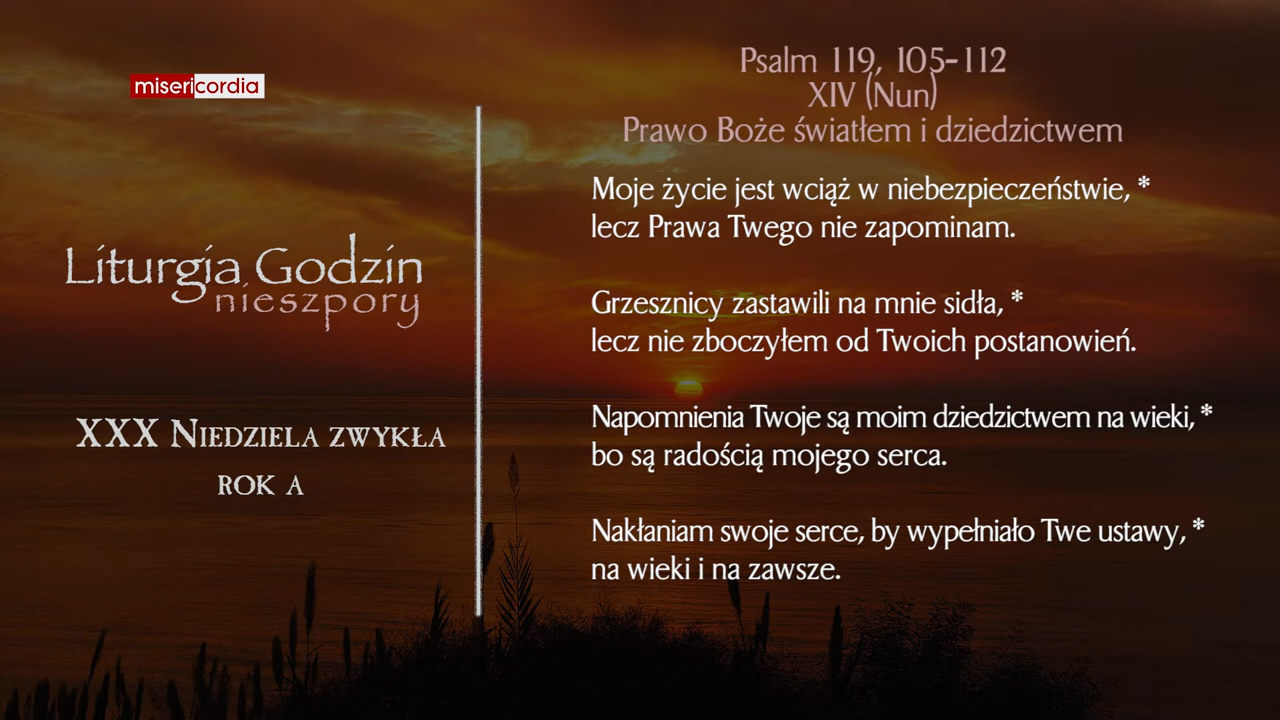 misericordia
Liturgia Godzin
nieszpory
XXX Niedziela zwykła
rok A
Psalm 119, 105-112
XIV (Nun)
Prawo Boże światłem i dziedzictwem
Moje życie jest wciąż w niebezpieczeństwie, *
lecz Prawa Twego nie zapominam.
Grzesznicy zastawili na mnie sidła, *
lecz nie zboczyłem od Twoich postanowień.
Napomnienia Twoje są moim dziedzictwem na wieki, *
bo są radością mojego serca.
Nakłaniam swoje serce, by wypełniało Twe ustawy, *
na wieki i na zawsze.